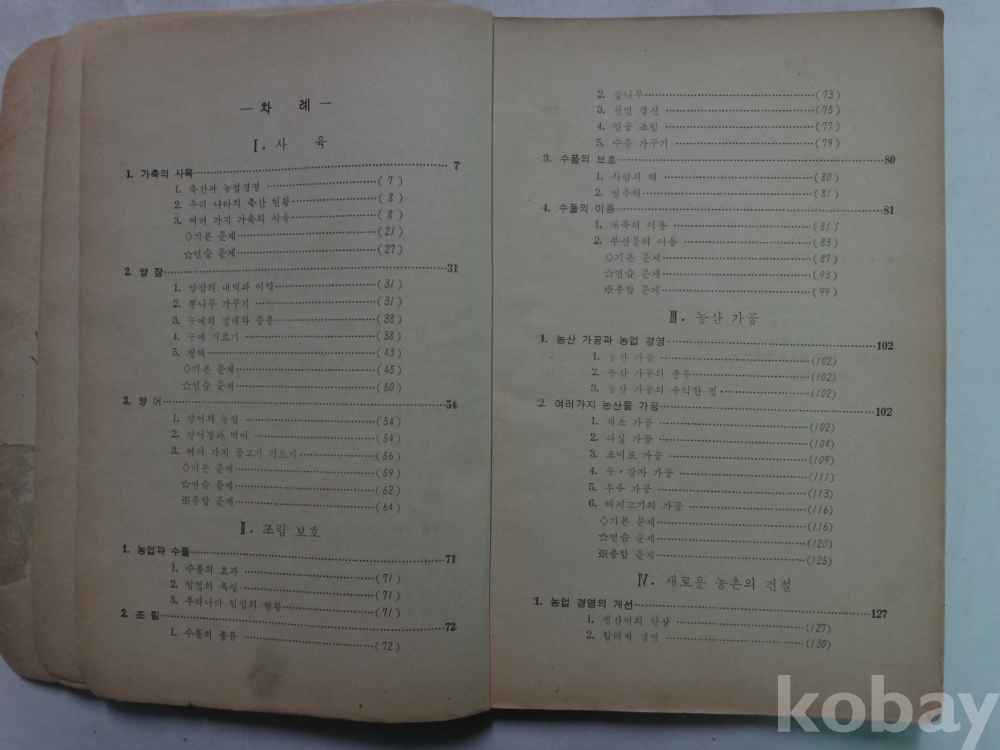 — 차 례 —
Ⅰ. 사 육
1. 가축의 사육 7
1. 축산과 농업경영 (7)
2. 우리 나라의 축산 현황 (8)
3. 여러 가지 가축의 사육 (8)
◇기본 문제 (21)
☆연습 문제 (27)
2. 양 잠 31
1. 양잠의 내력과 이익 (31)
2. 뽕나무 가꾸기 (31)
3. 누에의 갈래와 품종 (38)
4. 누에 기르기 (38)
5. 병해 (43)
◇기본 문제 (45)
☆연습 문제 (50)
3. 양 어 54
1. 양어와 농업 (54)
2. 양어장과 먹이 (54)
3. 여러 가지 물고기 기르기 (56)
◇기본 문제 (59)
☆연습 문제 (62)
※종합 문제 (64)
Ⅱ. 조림 보호
1. 농업과 수풀 71
1. 수풀의 효과 (71)
2. 임업의 특성 (71)
3. 우리나라 임업의 현황 (71)
2. 조 림 72
1. 수풀의 종류 (72)
2. 숲나무 (73)
3. 천연 갱신 (75)
4. 인공 조림 (77)
5. 수풀 가꾸기 (79)
3. 수풀의 보호 80
1. 사람의 해 (80)
2. 병충해 (81)
4. 수풀의 이용 81
1. 재목의 이용 (81)
2. 부산물의 이용 (83)
◇기본 문제 (87)
☆연습 문제 (93)
※종합 문제 (99)
Ⅲ. 농산 가공
1. 농산 가공과 농업 경영 102
1. 농산 가공 (102)
2. 농산 가공의 종류 (102)
3. 농산 가공의 유익한 점 (102)
2. 여러가지 농산물 가공 102
1. 채소 가공 (102)
2. 과실 가공 (104)
3. 조미료 가공 (109)
4. 콩·감자 가공 (111)
5. 우유 가공 (113)
6. 돼지고기의 가공 (116)
◇기본 문제 (116)
☆연습 문제 (120)
※종합 문제 (125)
Ⅳ. 새로운 농촌의 건설
1. 농업 경영의 개선 127
1. 생산력의 향상 (127)
2. 합리적 경영 (130)
kobay